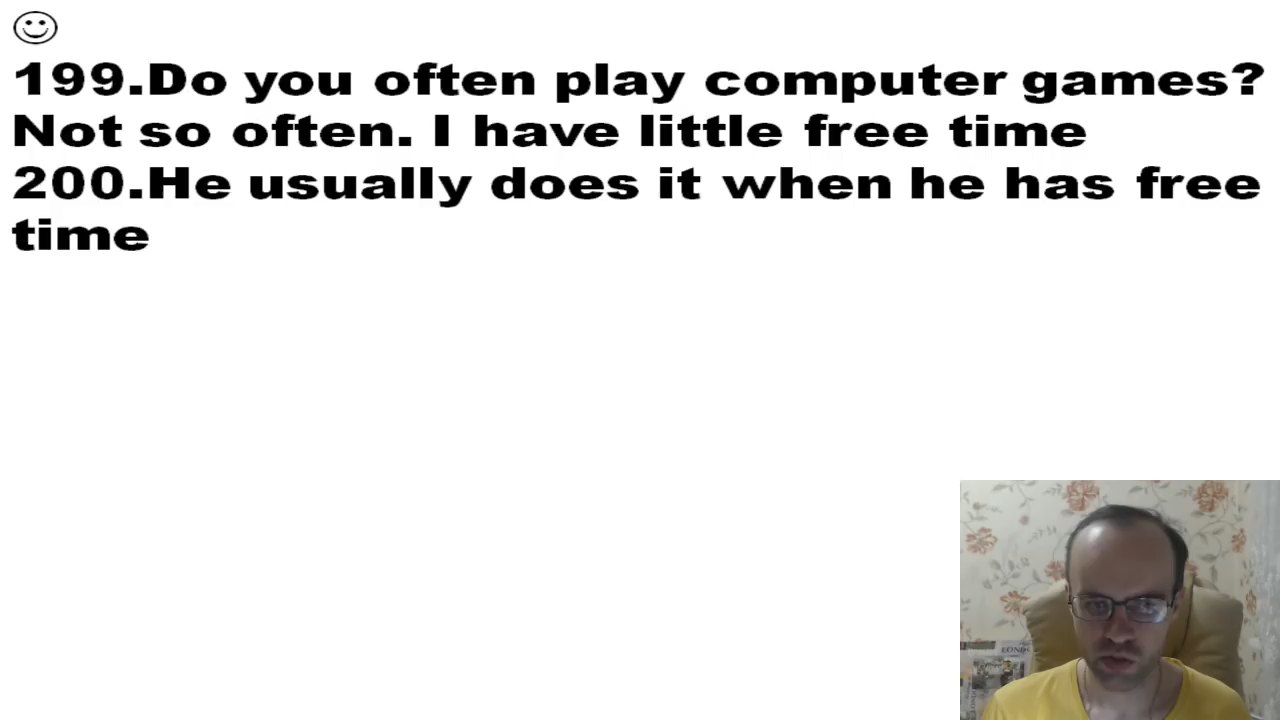 199.Do you often play computer games?
Not so often. I have little free time
200.He usually does it when he has free
time
LONDO